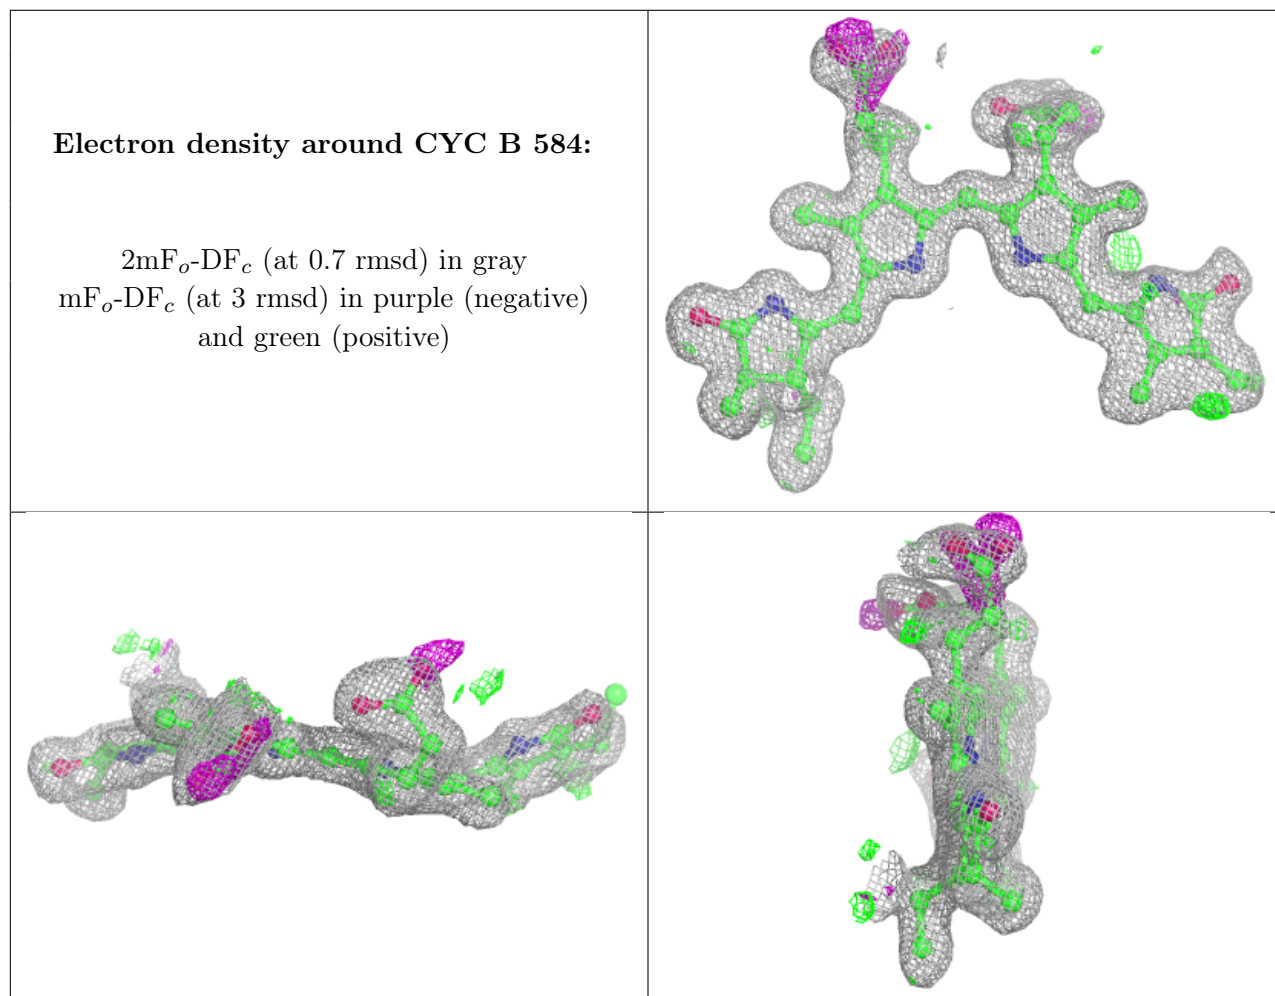 Electron density around CYC B 584:
2mFo-DFc (at 0.7 rmsd) in gray
mFo-DFc (at 3 rmsd) in purple (negative)
and green (positive)